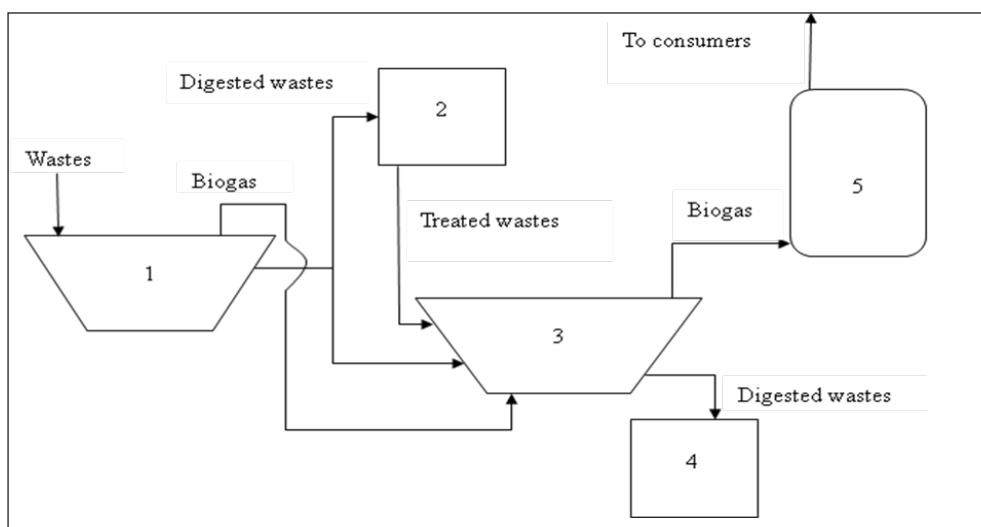 To consumers
Digested wastes
2
Wastes
Biogas
5
Treated wastes
Biogas
1
3
Digested wastes
4